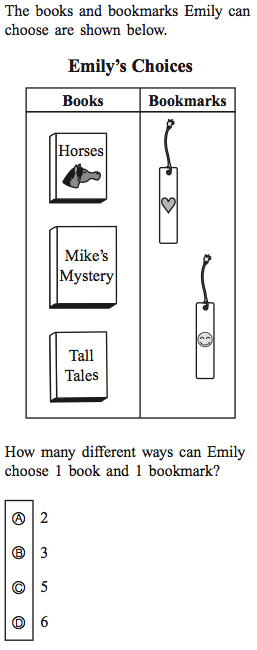 The books and bookmarks Emily can
choose are shown below.
Emily's Choices
Books Bookmarks
Horses
Mike's
Mystery
Tall
Tales
How many different ways can Emily
choose 1 book and 1 bookmark?
A 2
B 3
C 5
D 6